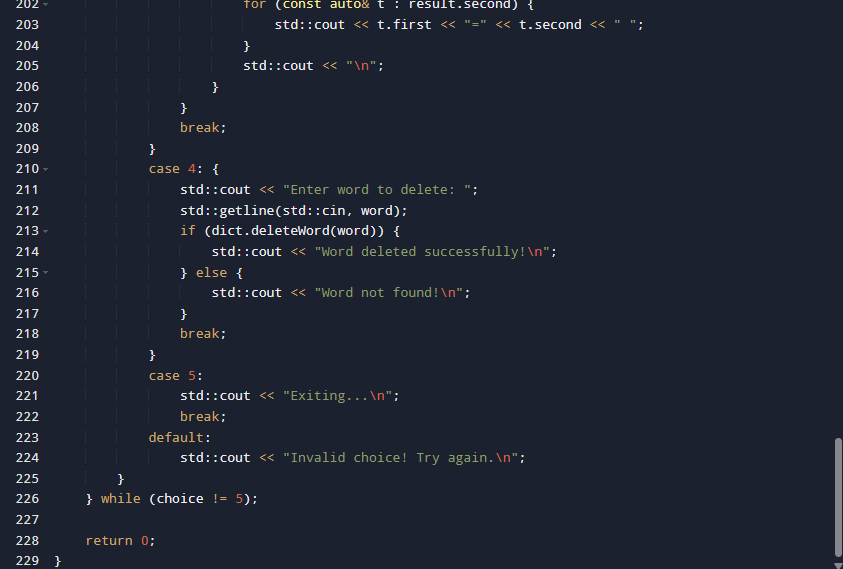 202 for (const auto& t : result.second) {
203 std::cout << t.first << "=" << t.second << " ";
204 }
205 std::cout << "\n";
206 }
207 }
208 break;
209 }
210 case 4: {
211 std::cout << "Enter word to delete: ";
212 std::getline(std::cin, word);
213 if (dict.deleteWord(word)) {
214 std::cout << "Word deleted successfully!\n";
215 } else {
216 std::cout << "Word not found!\n";
217 }
218 break;
219 }
220 case 5:
221 std::cout << "Exiting...\n";
222 break;
223 default:
224 std::cout << "Invalid choice! Try again.\n";
225 }
226 } while (choice != 5);
227
228 return 0;
229 }